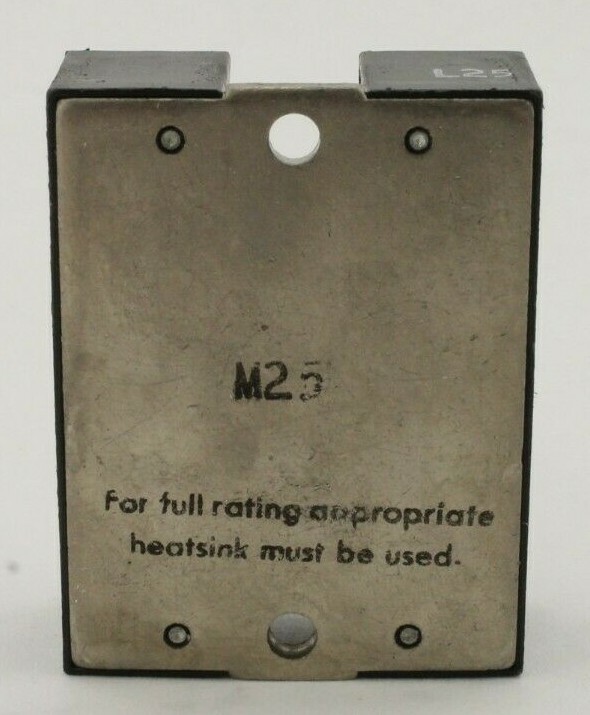 L25
M25
For full rating appropriate
heatsink must be used.